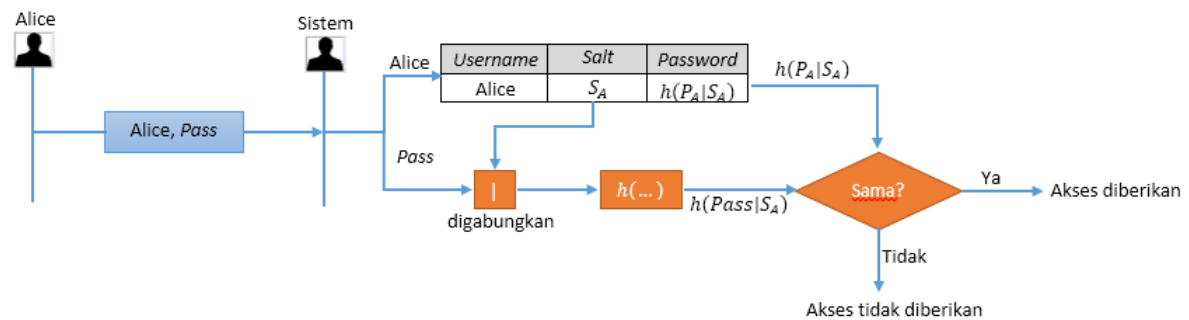 Alice
Sistem
Alice, Pass
Alice
Username Salt Password
Alice S_A h(P_A|S_A)
h(P_A|S_A)
Pass
|
digabungkan
h(...)
h(Pass|S_A)
Sama?
Ya
Akses diberikan
Tidak
Akses tidak diberikan